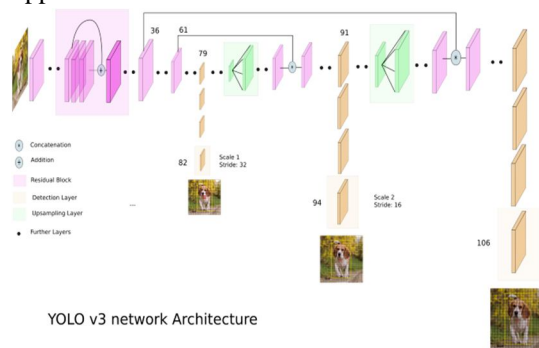 36
61
79
91
Concatenation
Addition
Residual Block
Detection Layer
Upsampling Layer
Further Layers
82
Scale 1
Stride: 32
94
Scale 2
Stride: 16
106
YOLO v3 network Architecture